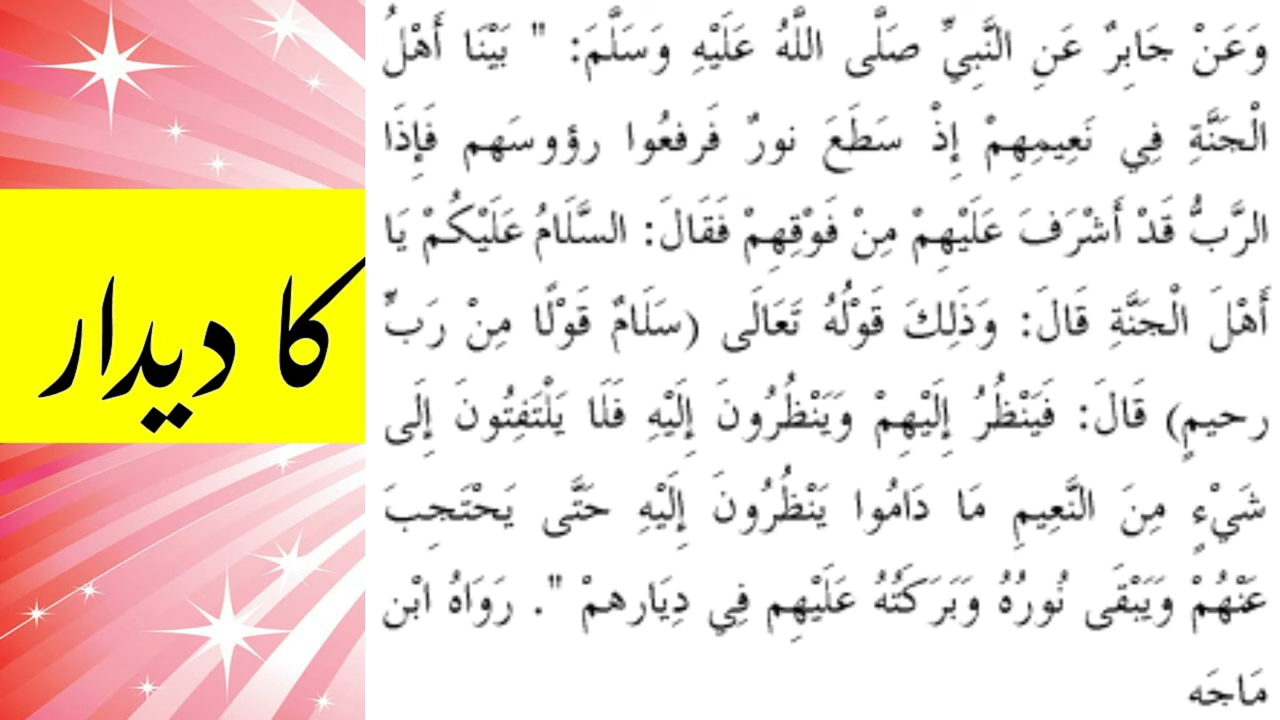 وَعَنْ جَابِرٌ عَنِ النَّبِيِّ صَلَّى اللَّهُ عَلَيْهِ وَسَلَّمَ: " بَيْنَا أَهْلُ
الْجَنَّةِ فِي نَعِيمِهِمْ إِذْ سَطَعَ نورٌ فَرفعُوا رؤوسَهم فَإِذَا
الرَّبُّ قَدْ أَشْرَفَ عَلَيْهِمْ مِنْ فَوْقِهِمْ فَقَالَ: السَّلَامُ عَلَيْكُمْ يَا
أَهْلَ الْجَنَّةِ قَالَ: وَذَلِكَ قَوْلُهُ تَعَالَى (سَلَامٌ قَوْلًا مِنْ رَبٍّ
رحيمٍ) قَالَ: فَيَنْظُرُ إِلَيْهِمْ وَيَنْظُرُونَ إِلَيْهِ فَلَا يَلْتَفِتُونَ إِلَى
شَيْءٍ مِنَ النَّعِيمِ مَا دَامُوا يَنْظُرُونَ إِلَيْهِ حَتَّى يَحْتَجِبَ
عَنْهُمْ وَيَبْقَى نُورُهُ وَبَرَكَتُهُ عَلَيْهِم فِي دِيَارهمْ ". رَوَاهُ ابْن
مَاجَه
کا دیدار